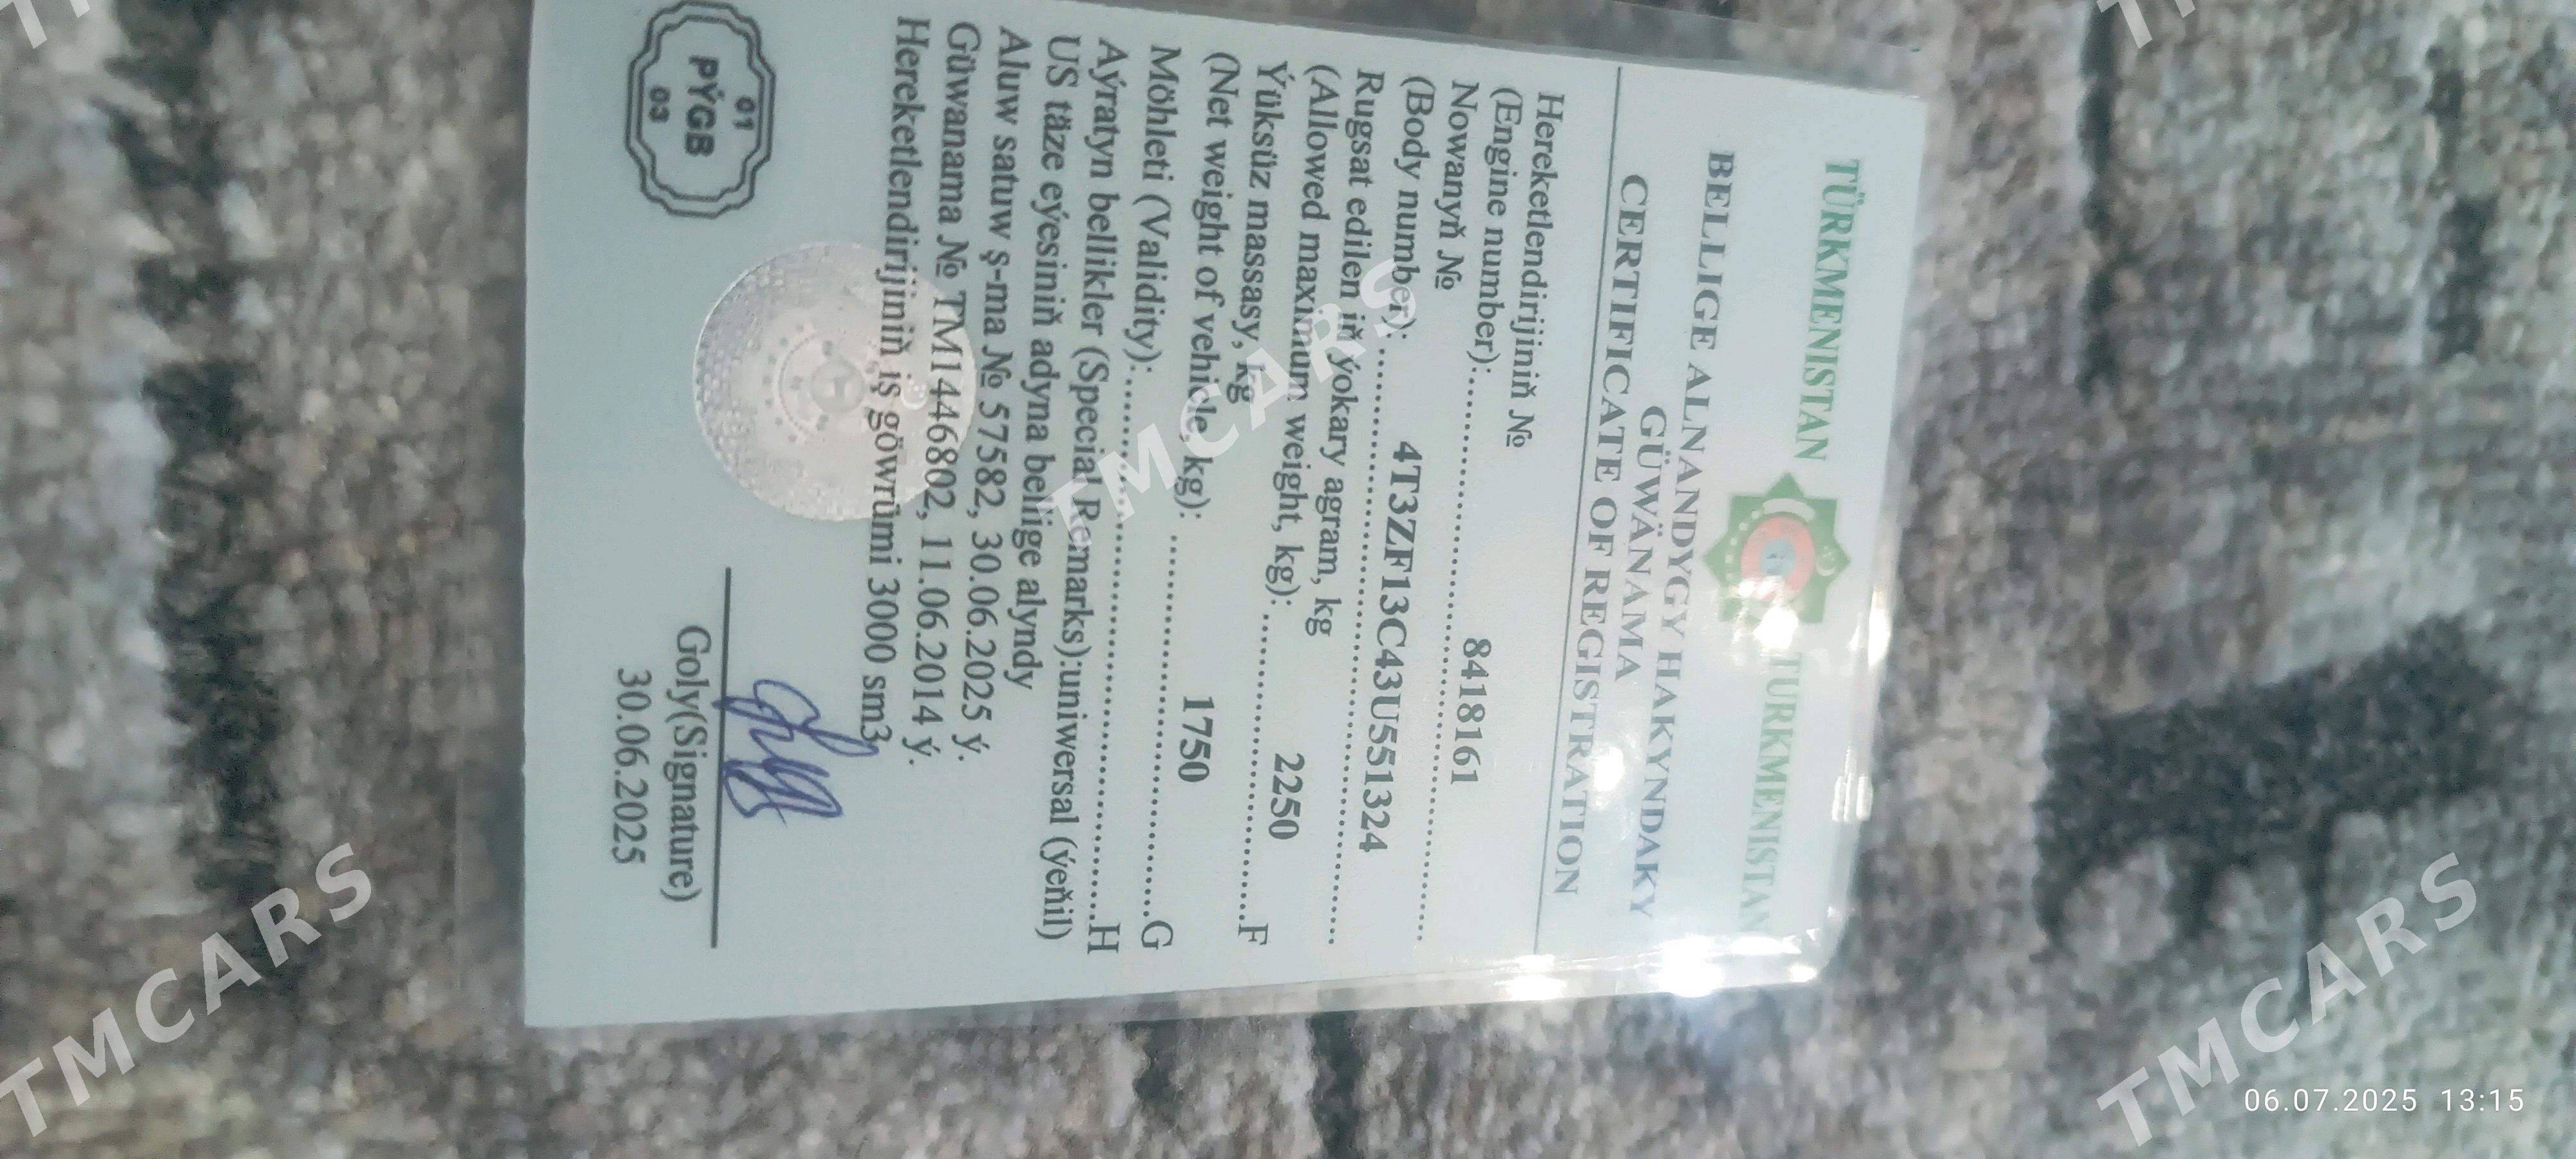 TÜRKMENISTAN TURKMENISTAN
BELLIGE ALNANDYGY HAKYNDAKY
GÜWÄNAMA
CERTIFICATE OF REGISTRATION
Hereketlendirijiniň №
(Engine number):.............. 8418161
Nowanyň №
(Body number): .......... 4T3ZF13C43U551324
Rugsat edilen iň ýokary agram, kg
(Allowed maximum weight, kg): .......... 2250 ..........F
Ýüksüz massasy, kg
(Net weight of vehicle, kg): .......... 1750 ..........G
Möhleti (Validity):....................H
Aýratyn bellikler (Special Remarks):uniwersal (ýeňil)
US täze eýesiniň adyna bellige alyndy
Aluw satuw ş-ma № 57582, 30.06.2025 ý.
Güwanama № TM1446802, 11.06.2014 ý.
Hereketlendirijiniň iş göwrümi 3000 sm3
01
PÝGB
03
Goly(Signature)
30.06.2025
TMCARS
TMCARS
TMCARS
06.07.2025 13:15